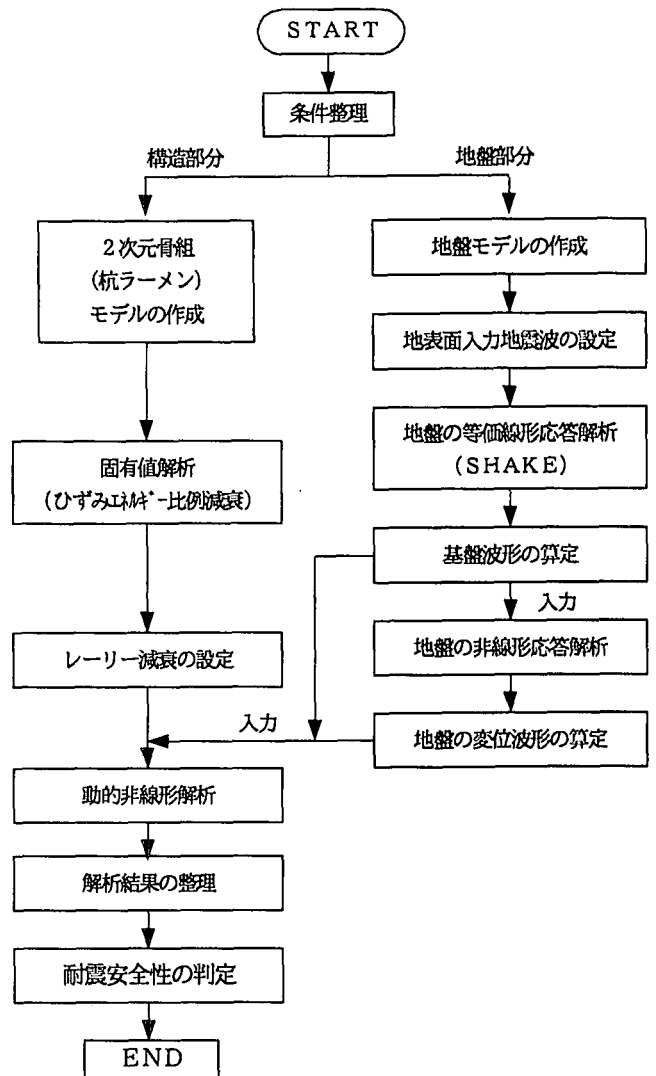 START
条件整理
構造部分
地盤部分
2次元骨組
(杭ラーメン)
モデルの作成
地盤モデルの作成
地表面入力地震波の設定
地盤の等価線形応答解析
(SHAKE)
固有値解析
(ひずみエネルギー比例減衰)
基盤波形の算定
入力
地盤の非線形応答解析
レーリー減衰の設定
入力
地盤の変位波形の算定
助的非線形解析
解析結果の整理
耐震安全性の判定
END